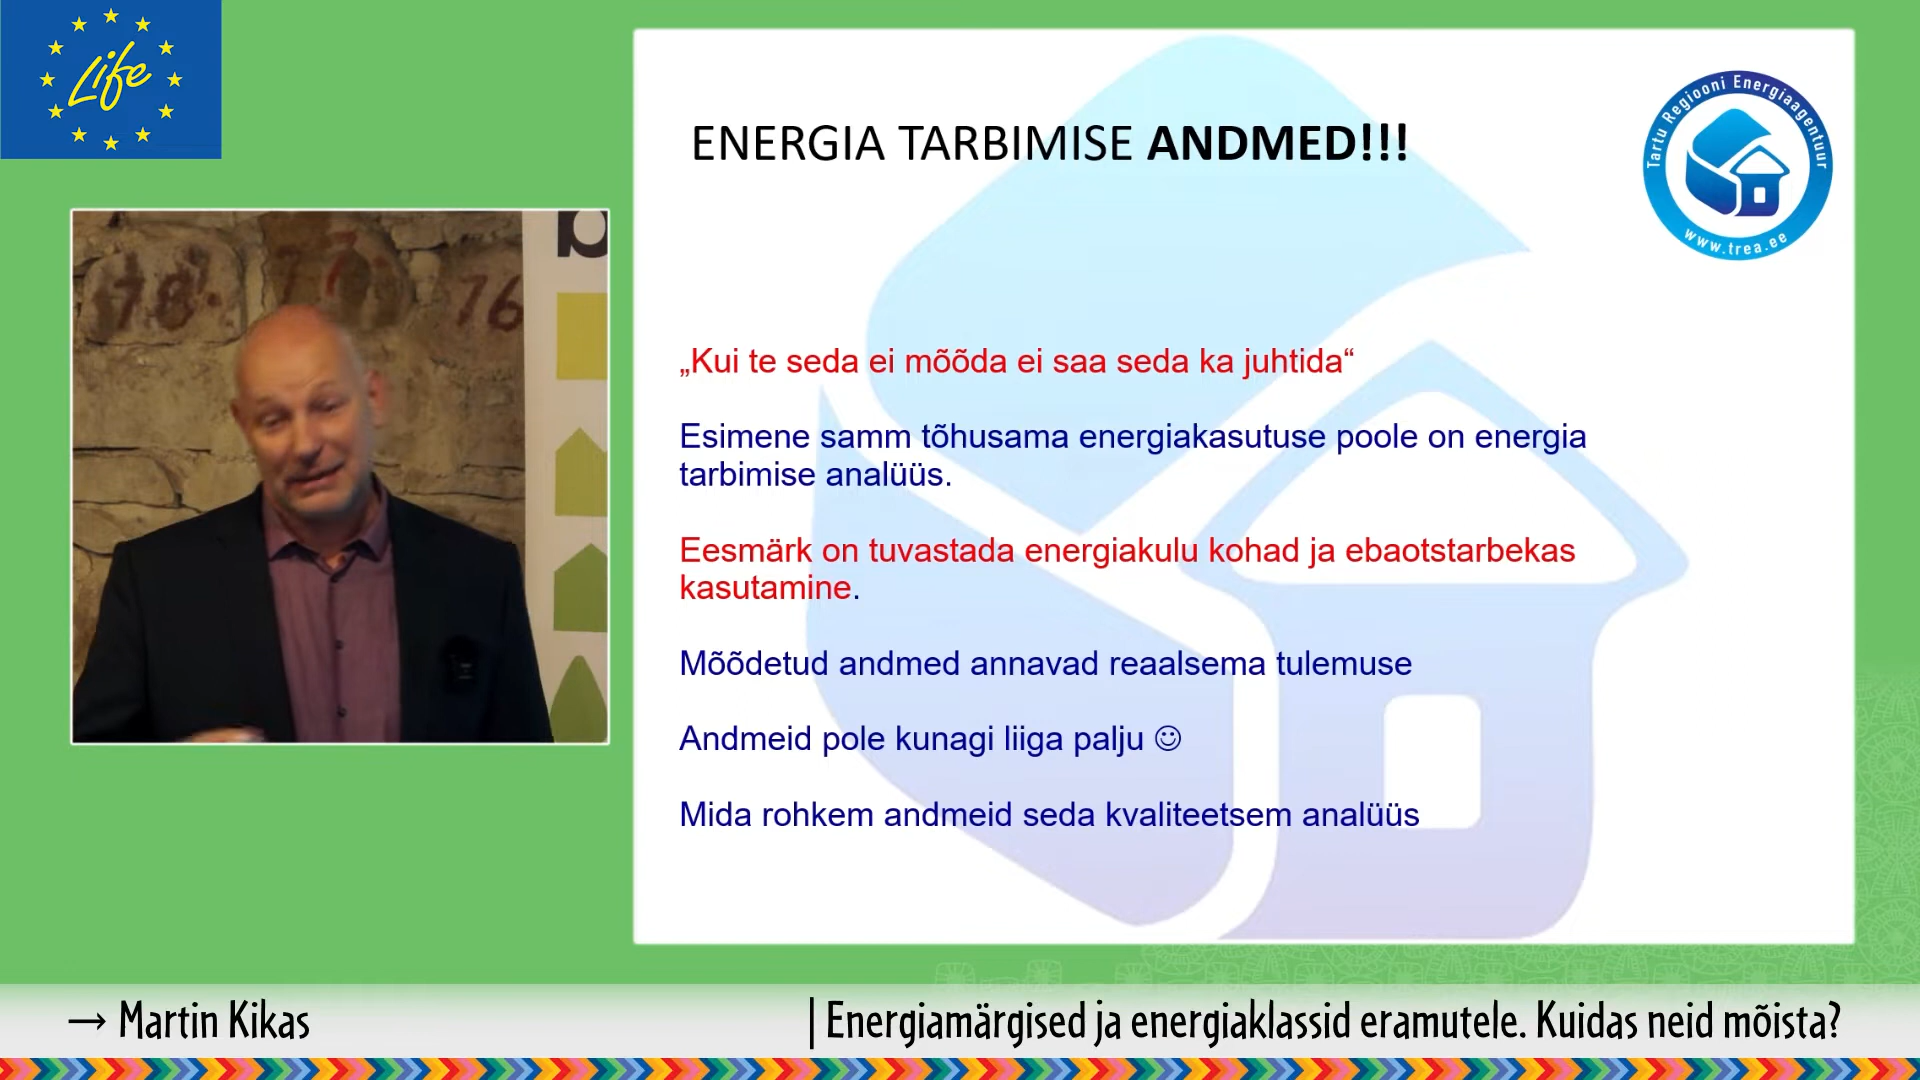 Life
ENERGIA TARBIMISE ANDMED!!!
Tartu Regiooni Energiaagentuur
www.trea.ee
78.
77
76
b
„Kui te seda ei mõõda ei saa seda ka juhtida“
Esimene samm tõhusama energiakasutuse poole on energia
tarbimise analüüs.
Eesmärk on tuvastada energiakulu kohad ja ebaotstarbekas
kasutamine.
Mõõdetud andmed annavad reaalsema tulemuse
Andmeid pole kunagi liiga palju ☺
Mida rohkem andmeid seda kvaliteetsem analüüs
→ Martin Kikas
| Energiamärgised ja energiaklassid eramutele. Kuidas neid mõista?